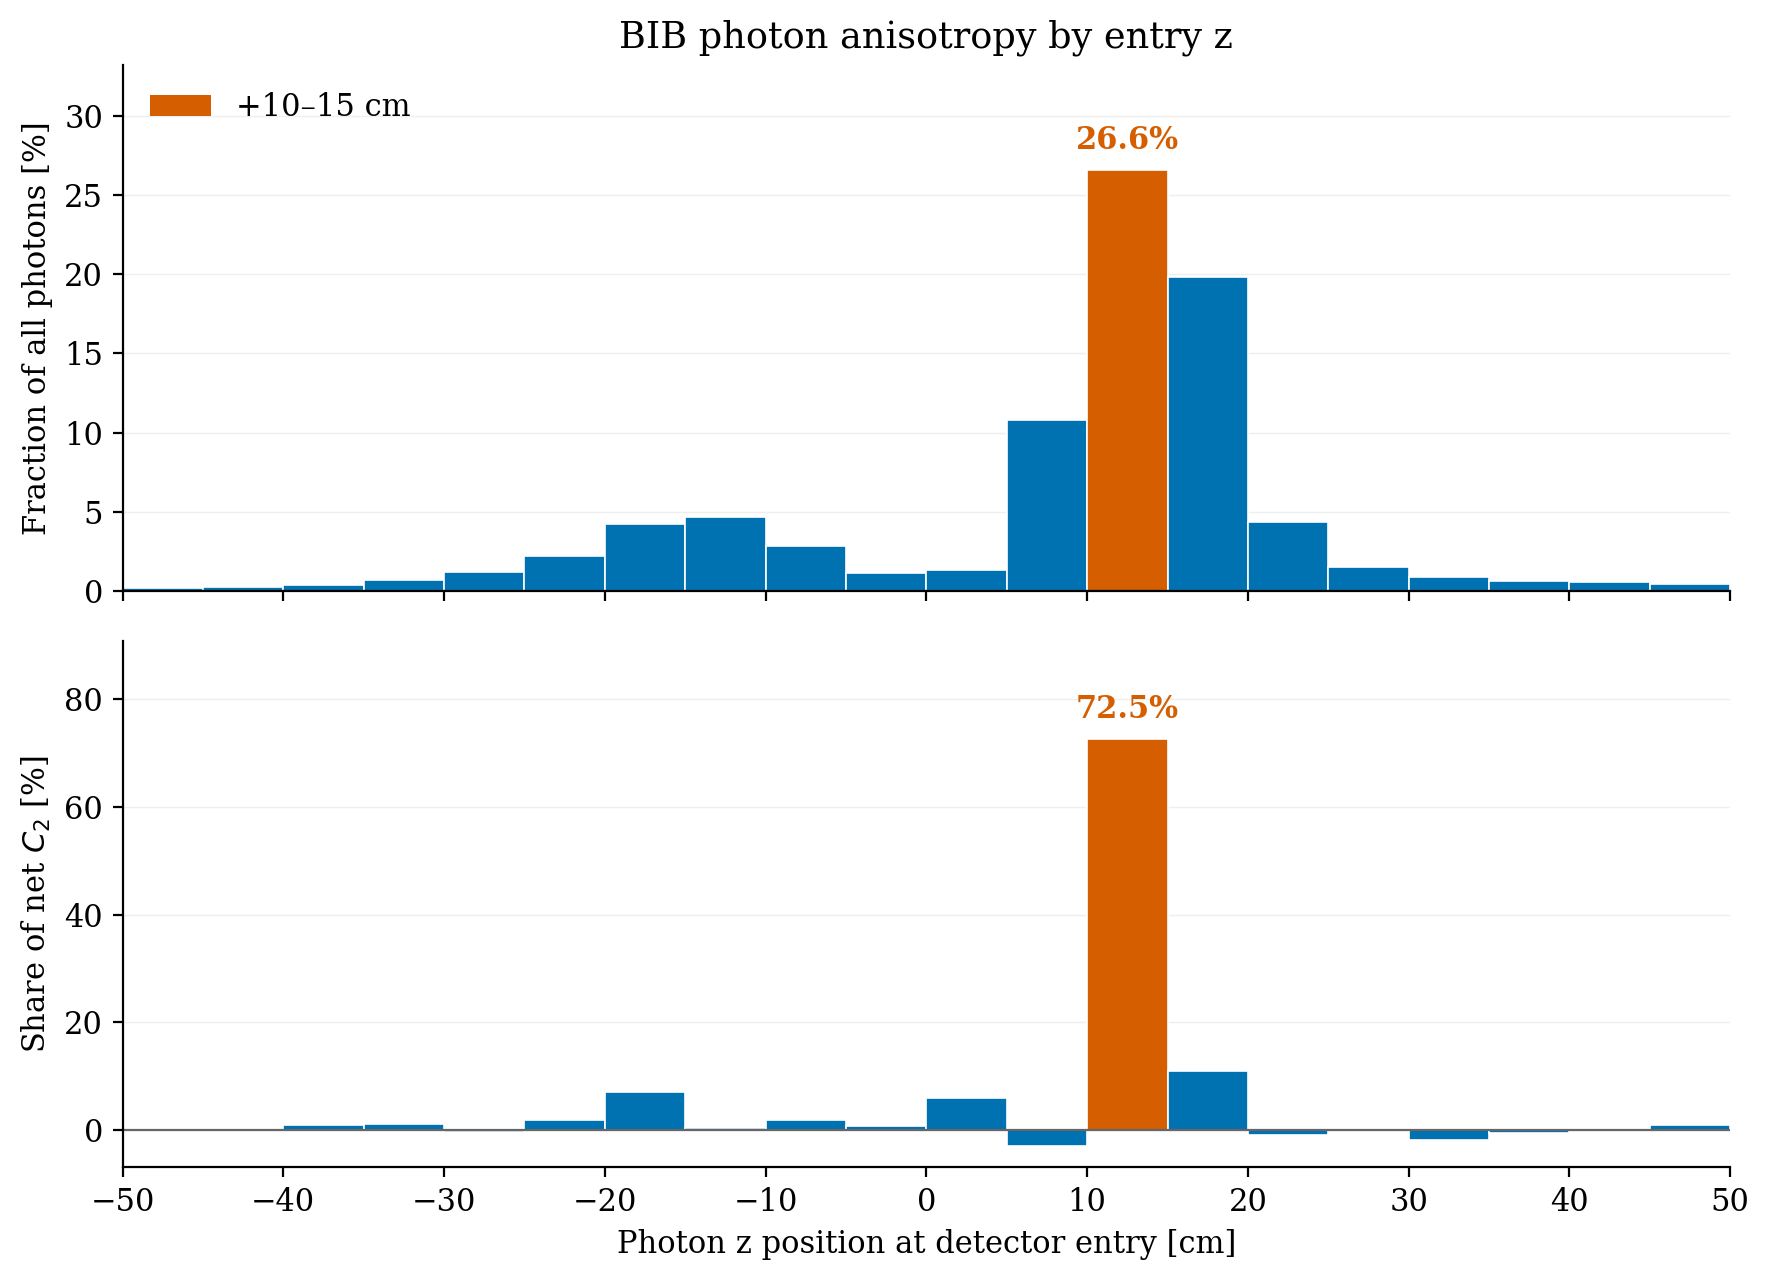 BIB photon anisotropy by entry z
+10–15 cm
Fraction of all photons [%]
30
25
20
15
10
5
0
26.6%
Share of net C₂ [%]
80
60
40
20
0
72.5%
−50 −40 −30 −20 −10 0 10 20 30 40 50
Photon z position at detector entry [cm]